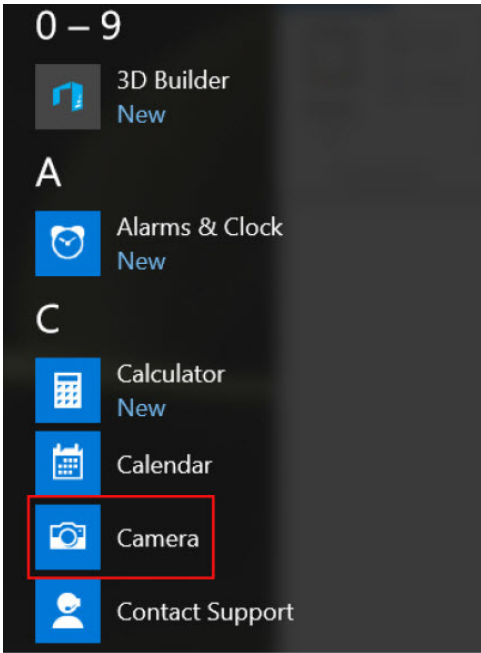 0 – 9
3D Builder
New
A
Alarms & Clock
New
C
Calculator
New
Calendar
Camera
Contact Support